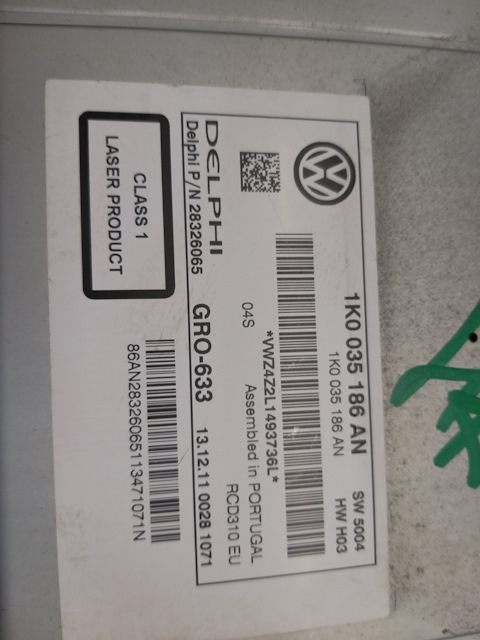 1K0 035 186 AN SW 5004
1K0 035 186 AN HW H03
*VWZ4Z2L1493736L* RCD310 EU
04S Assembled in PORTUGAL
DELPHI
Delphi P/N 28326065 GRO-633 13.12.11 0028 1071
CLASS 1
LASER PRODUCT
86AN28326065113471071N